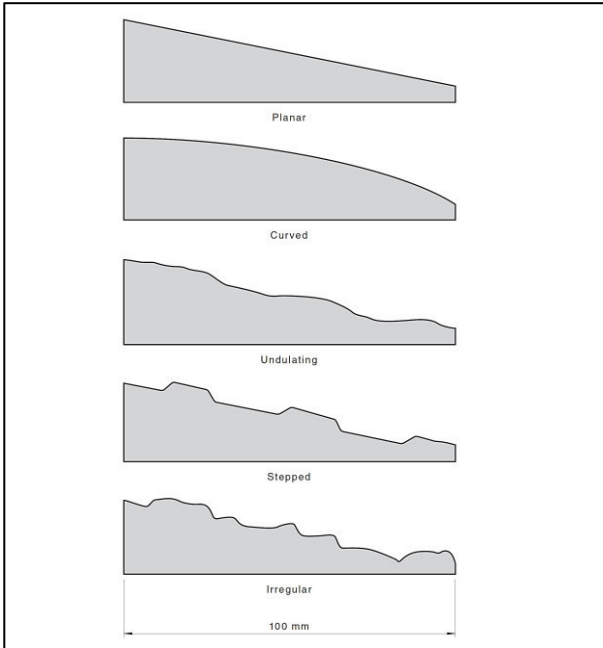 Planar
Curved
Undulating
Stepped
Irregular
100 mm